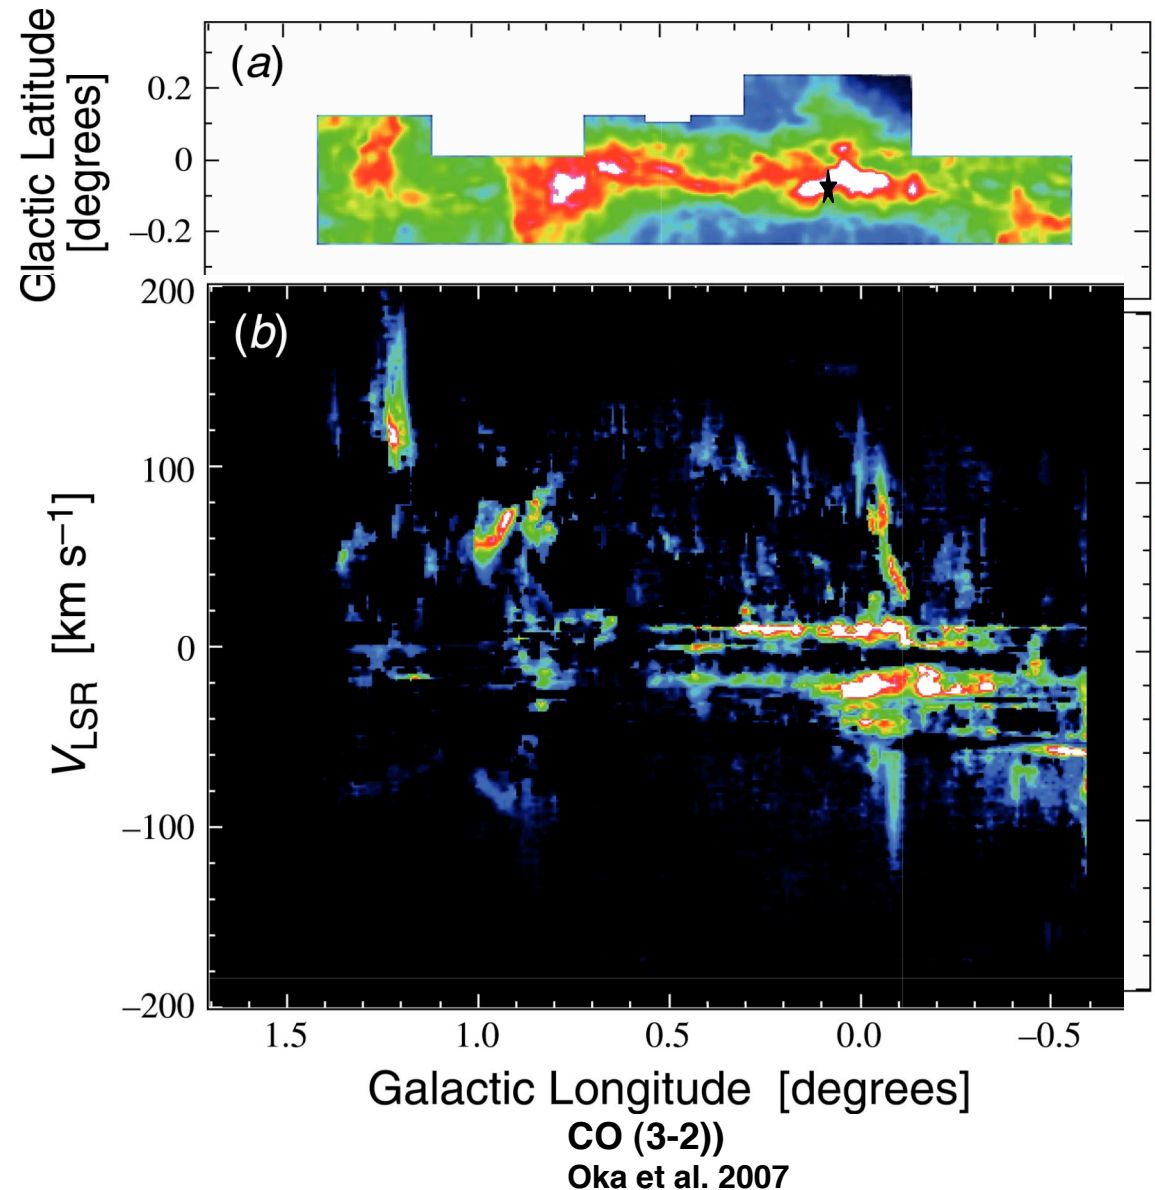 (a)
Glactic Latitude
[degrees]
0.2
0
−0.2
(b)
200
100
0
−100
−200
VLSR [km s−1]
1.5 1.0 0.5 0.0 −0.5
Galactic Longitude [degrees]
CO (3-2))
Oka et al. 2007